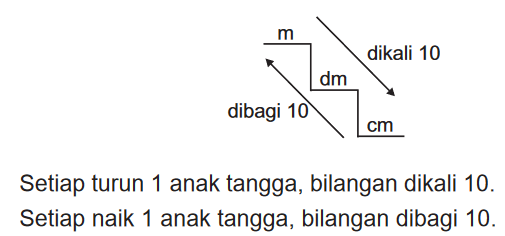 m
dikali 10
dm
dibagi 10
cm
Setiap turun 1 anak tangga, bilangan dikali 10.
Setiap naik 1 anak tangga, bilangan dibagi 10.